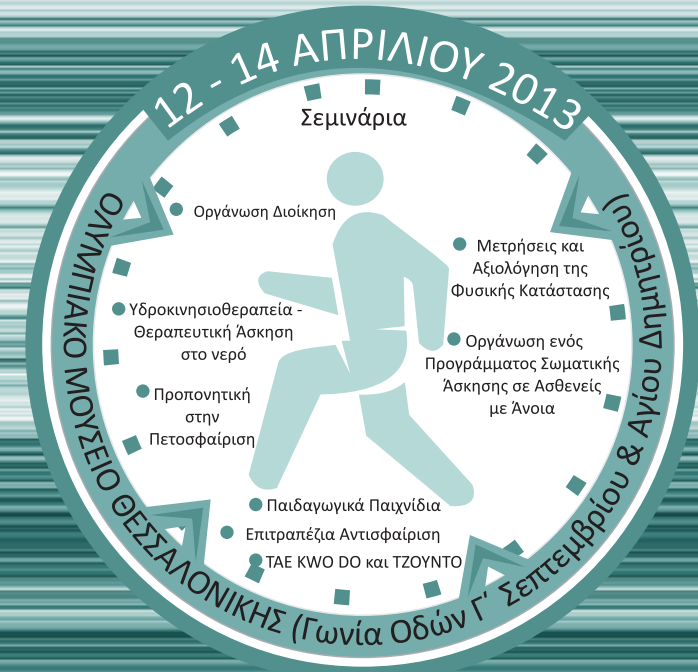 12 - 14 ΑΠΡΙΛΙΟΥ 2013
Σεμινάρια
Οργάνωση Διοίκηση
Υδροκινησιοθεραπεία -
Θεραπευτική Άσκηση
στο νερό
Προπονητική
στην
Πετοσφαίριση
Μετρήσεις και
Αξιολόγηση της
Φυσικής Κατάστασης
Οργάνωση ενός
Προγράμματος Σωματικής
Άσκησης σε Ασθενείς
με Άνοια
Παιδαγωγικά Παιχνίδια
Επιτραπέζια Αντισφαίριση
TAE KWO DO και ΤΖΟΥΝΤΟ
ΟΛΥΜΠΙΑΚΟ ΜΟΥΣΕΙΟ ΘΕΣΣΑΛΟΝΙΚΗΣ (Γωνία Οδών Γ΄ Σεπτεμβρίου & Αγίου Δημητρίου)